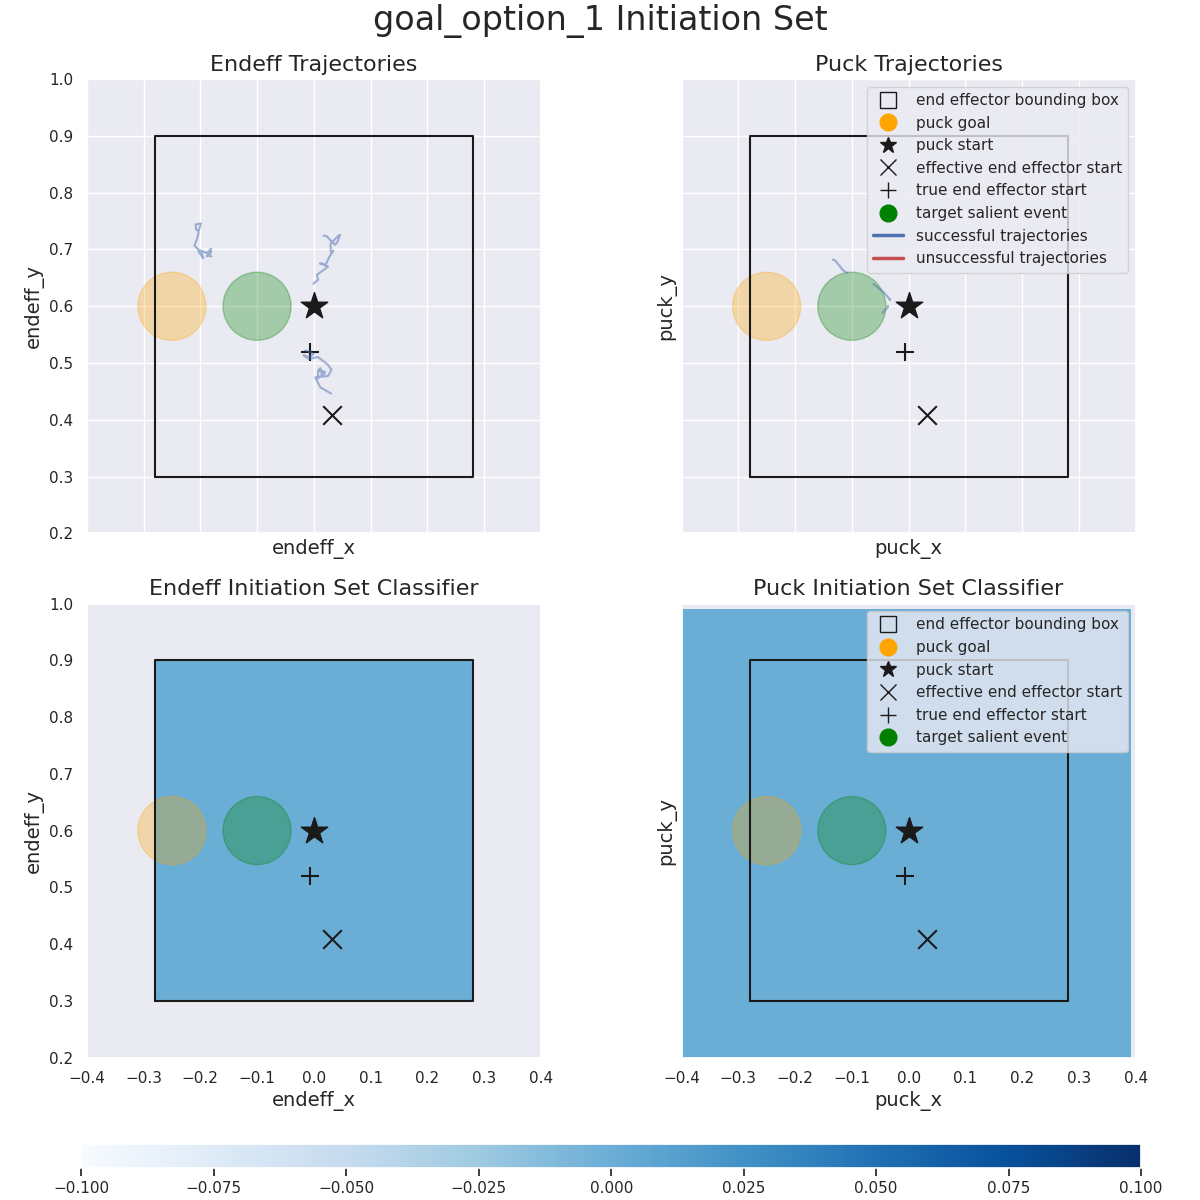 goal_option_1 Initiation Set
Endeff Trajectories
Puck Trajectories
1.0
0.9
0.8
0.7
0.6
0.5
0.4
0.3
0.2
endeff_y
endeff_x
puck_y
puck_x
end effector bounding box
puck goal
puck start
effective end effector start
true end effector start
target salient event
successful trajectories
unsuccessful trajectories
Endeff Initiation Set Classifier
Puck Initiation Set Classifier
1.0
0.9
0.8
0.7
0.6
0.5
0.4
0.3
0.2
endeff_y
−0.4 −0.3 −0.2 −0.1 0.0 0.1 0.2 0.3 0.4
endeff_x
puck_y
end effector bounding box
puck goal
puck start
effective end effector start
true end effector start
target salient event
−0.4 −0.3 −0.2 −0.1 0.0 0.1 0.2 0.3 0.4
puck_x
−0.100 −0.075 −0.050 −0.025 0.000 0.025 0.050 0.075 0.100